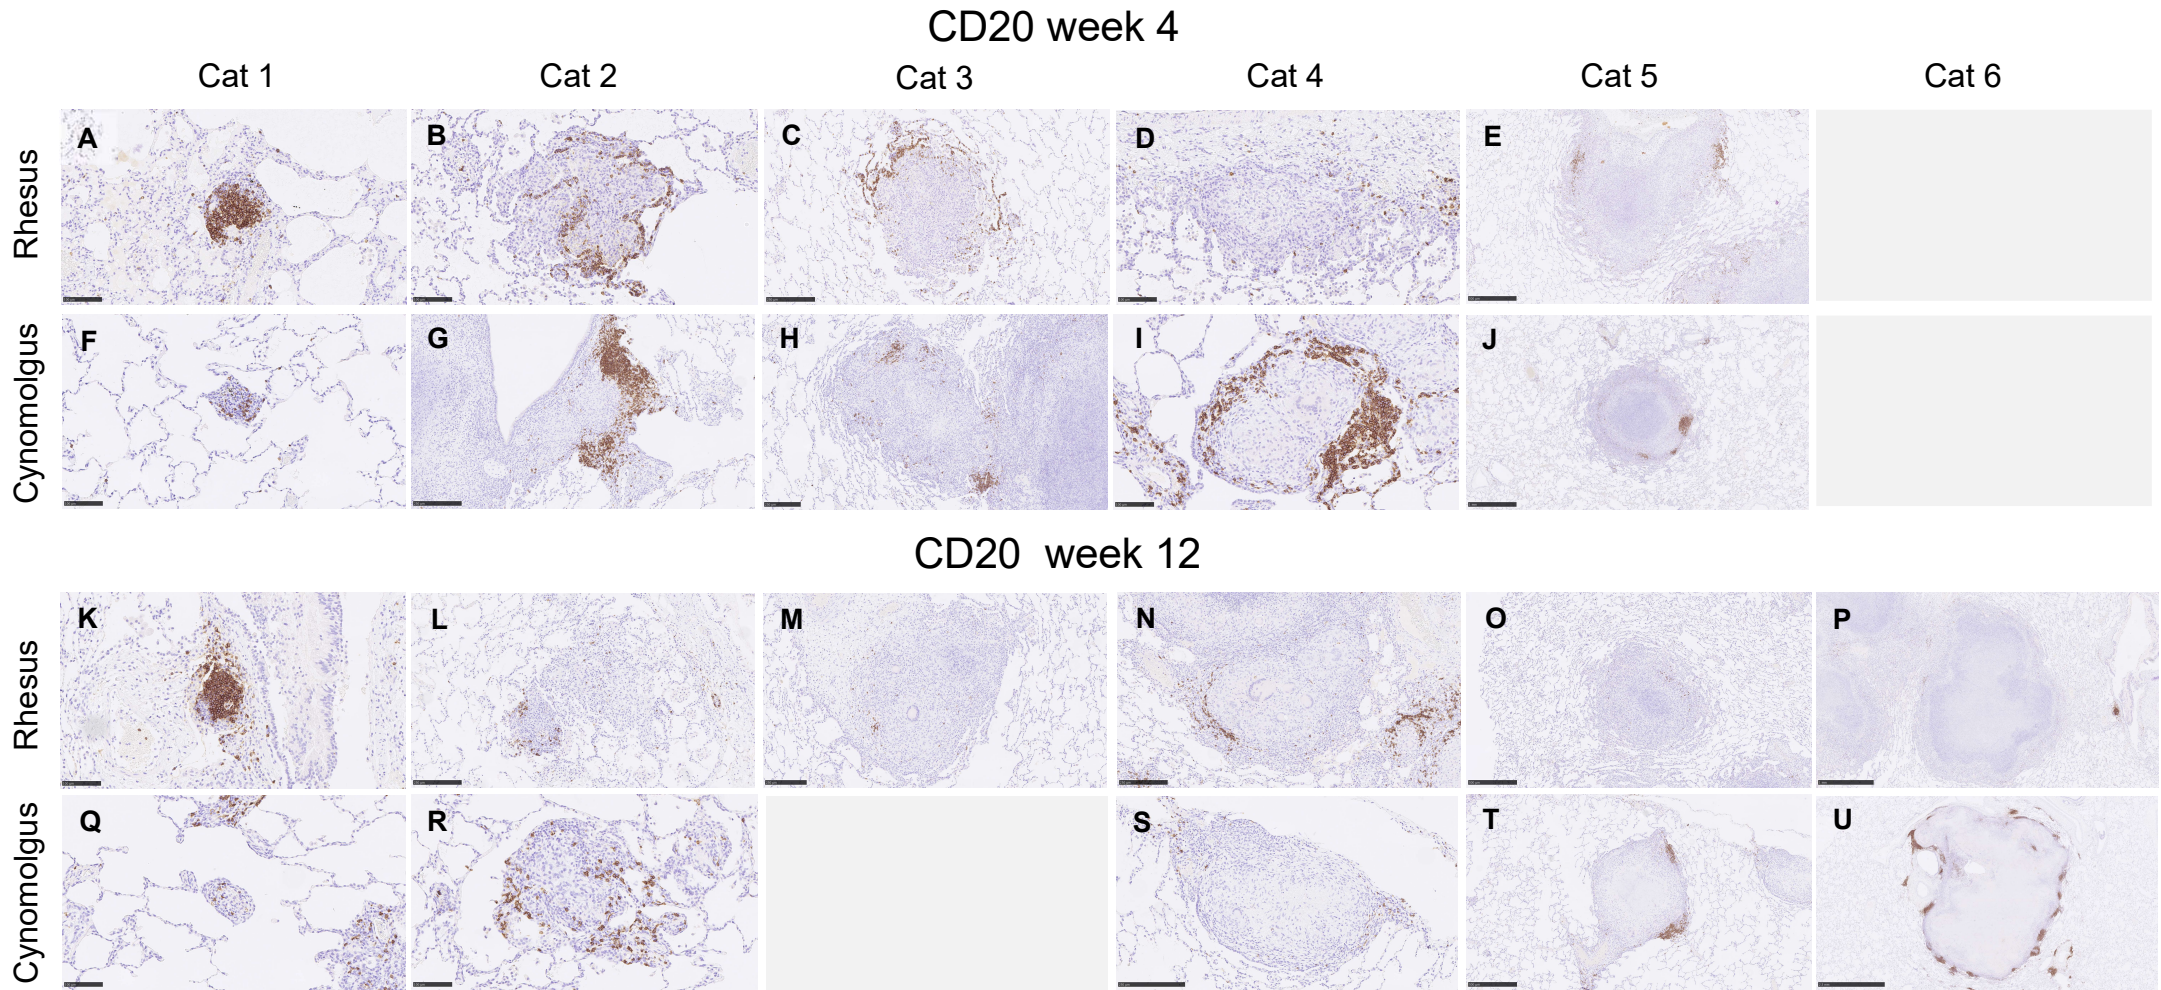 CD20 week 4
Cat 1 Cat 2 Cat 3 Cat 4 Cat 5 Cat 6
Rhesus
A B C D E
Cynomolgus
F G H I J
CD20 week 12
Rhesus
K L M N O P
Cynomolgus
Q R S T U